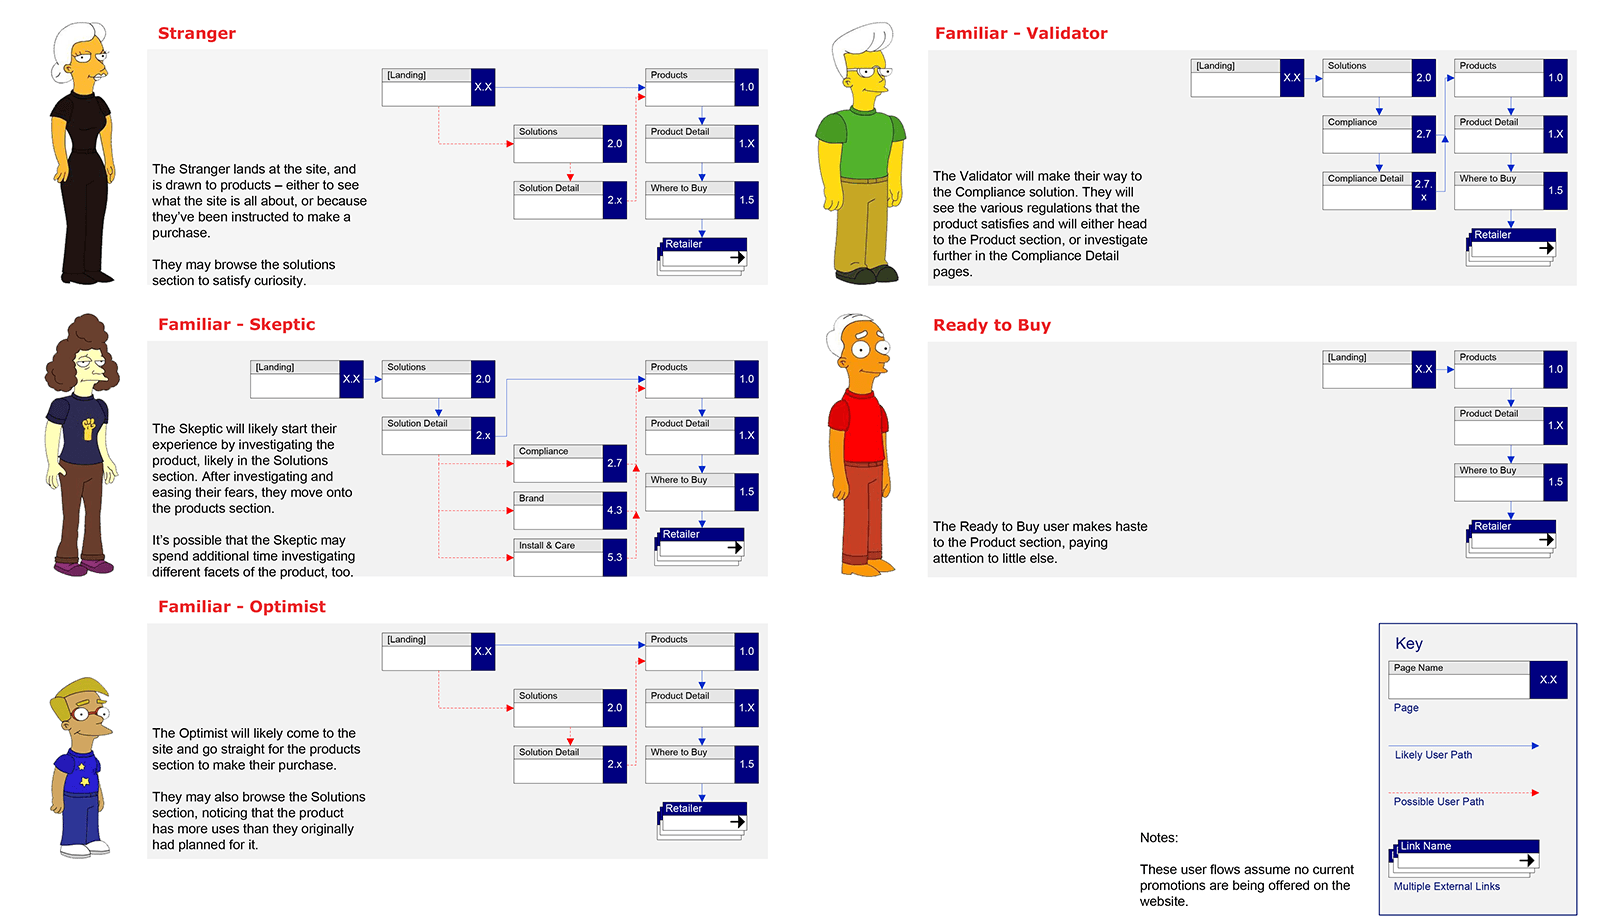 Stranger
[Landing]
X.X
Products
1.0
Solutions
2.0
Product Detail
1.X
Solution Detail
2.x
Where to Buy
1.5
Retailer
The Stranger lands at the site, and
is drawn to products – either to see
what the site is all about, or because
they've been instructed to make a
purchase.
They may browse the solutions
section to satisfy curiosity.
Familiar - Validator
[Landing]
X.X
Solutions
2.0
Products
1.0
Compliance
2.7
Product Detail
1.X
Compliance Detail
2.7.
x
Where to Buy
1.5
Retailer
The Validator will make their way to
the Compliance solution. They will
see the various regulations that the
product satisfies and will either head
to the Product section, or investigate
further in the Compliance Detail
pages.
Familiar - Skeptic
[Landing]
X.X
Solutions
2.0
Products
1.0
Solution Detail
2.x
Product Detail
1.X
Compliance
2.7
Where to Buy
1.5
Brand
4.3
Retailer
Install & Care
5.3
The Skeptic will likely start their
experience by investigating the
product, likely in the Solutions
section. After investigating and
easing their fears, they move onto
the products section.
It's possible that the Skeptic may
spend additional time investigating
different facets of the product, too.
Ready to Buy
[Landing]
X.X
Products
1.0
Product Detail
1.X
Where to Buy
1.5
Retailer
The Ready to Buy user makes haste
to the Product section, paying
attention to little else.
Familiar - Optimist
[Landing]
X.X
Products
1.0
Solutions
2.0
Product Detail
1.X
Solution Detail
2.x
Where to Buy
1.5
Retailer
The Optimist will likely come to the
site and go straight for the products
section to make their purchase.
They may also browse the Solutions
section, noticing that the product
has more uses than they originally
had planned for it.
Notes:
These user flows assume no current
promotions are being offered on the
website.
Key
Page Name
X.X
Page
Likely User Path
Possible User Path
Link Name
Multiple External Links